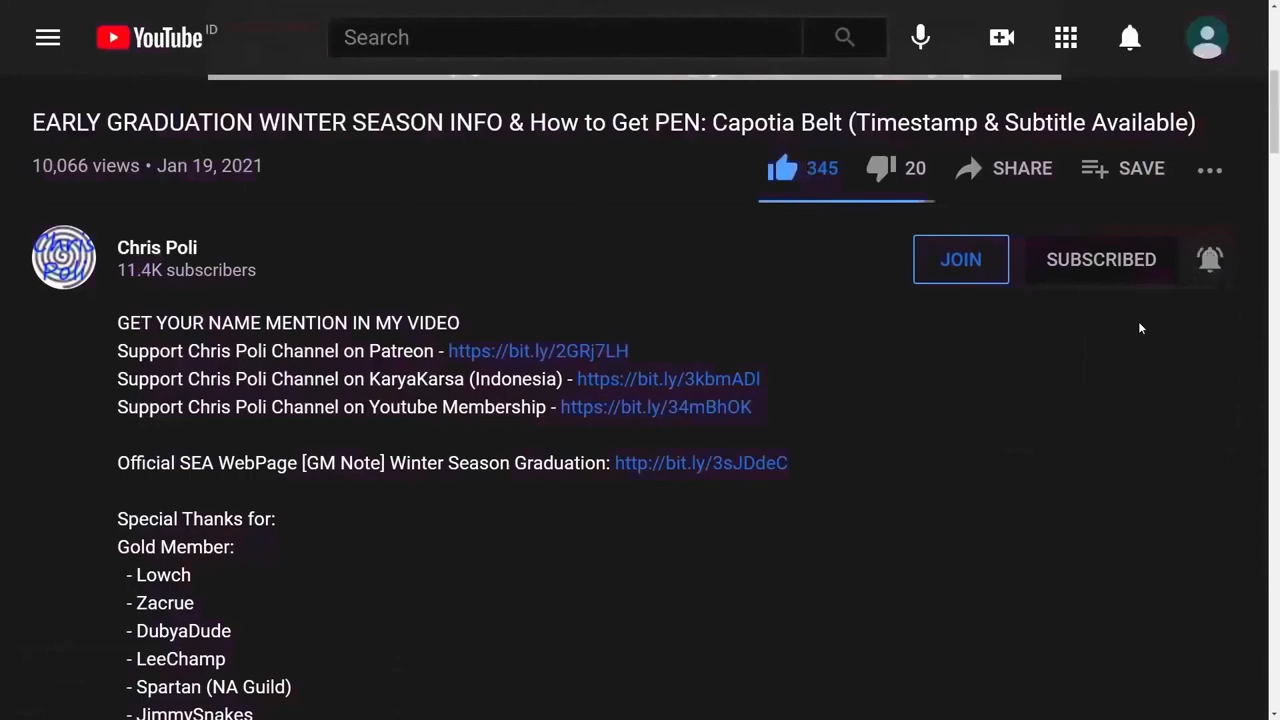 YouTube ID
Search
EARLY GRADUATION WINTER SEASON INFO & How to Get PEN: Capotia Belt (Timestamp & Subtitle Available)
10,066 views • Jan 19, 2021
345 20 SHARE SAVE
Chris Poli
Chris Poli
11.4K subscribers
JOIN SUBSCRIBED
GET YOUR NAME MENTION IN MY VIDEO
Support Chris Poli Channel on Patreon - https://bit.ly/2GRj7LH
Support Chris Poli Channel on KaryaKarsa (Indonesia) - https://bit.ly/3kbmADl
Support Chris Poli Channel on Youtube Membership - https://bit.ly/34mBhOK
Official SEA WebPage [GM Note] Winter Season Graduation: http://bit.ly/3sJDdeC
Special Thanks for:
Gold Member:
- Lowch
- Zacrue
- DubyaDude
- LeeChamp
- Spartan (NA Guild)
- JimmySnakes